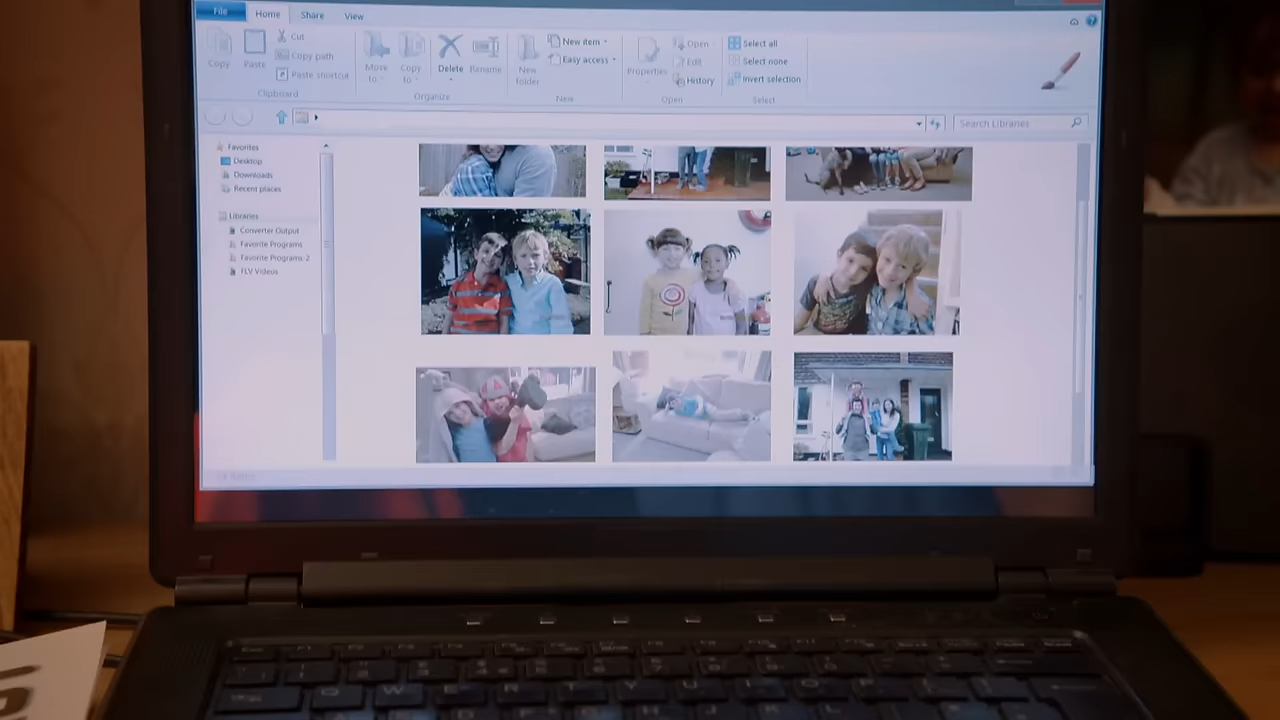 File Home Share View
Copy
Paste
Cut
Copy path
Paste shortcut
Clipboard
Move to
Copy to
Delete
Rename
Organize
New folder
New item
Easy access
New
Properties
Open
Edit
History
Open
Select all
Select none
Invert selection
Select
Search Libraries
Favorites
Desktop
Downloads
Recent places
Libraries
Converter Output
Favorite Programs
Favorite Programs-2
FLV Videos